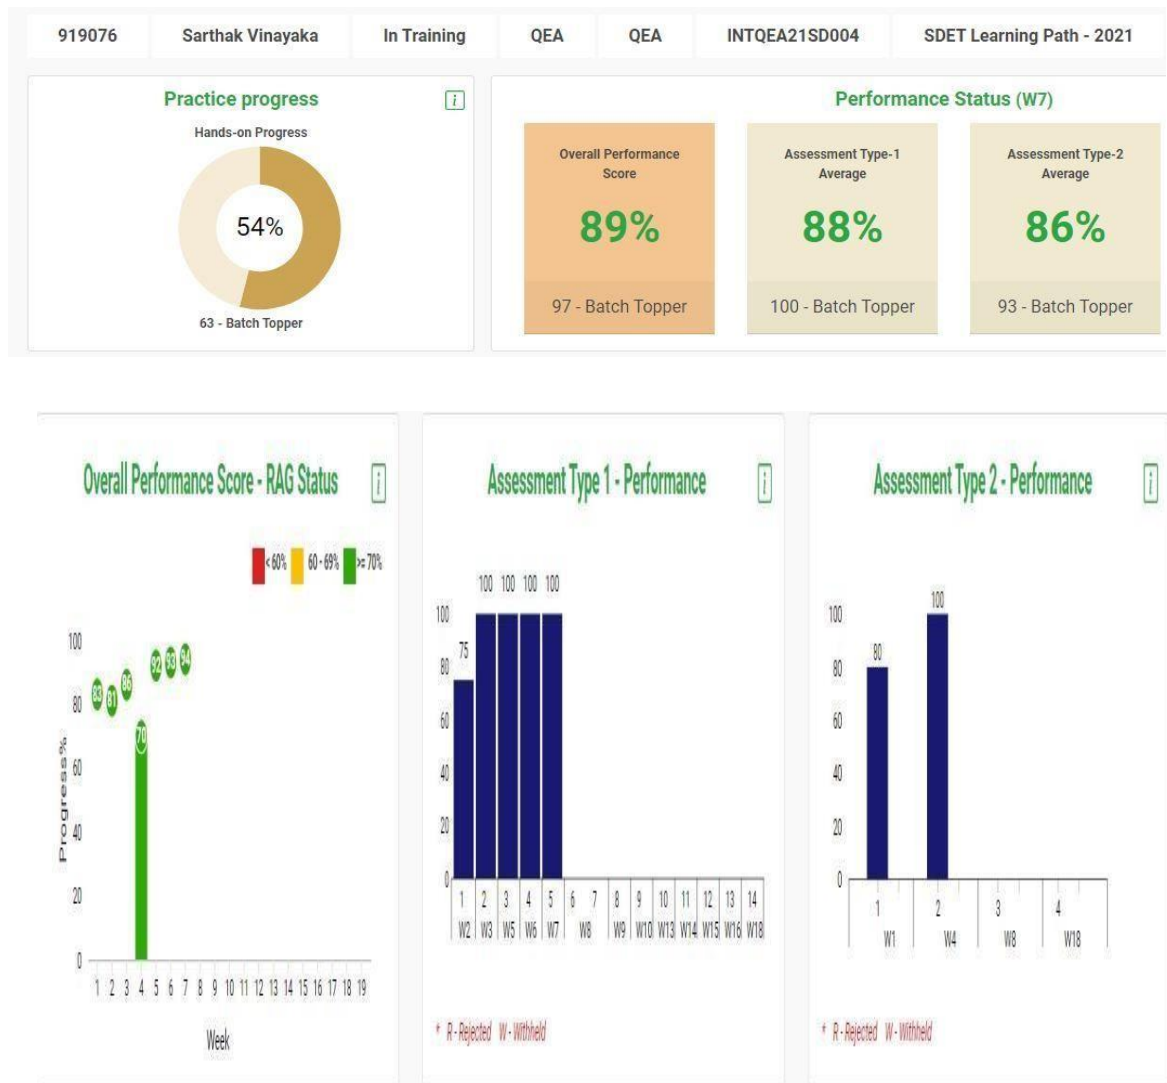 919076 Sarthak Vinayaka In Training QEA QEA INTQEA21SD004 SDET Learning Path - 2021
Practice progress i
Hands-on Progress
54%
63 - Batch Topper
Performance Status (W7)
Overall Performance
Score
89%
97 - Batch Topper
Assessment Type-1
Average
88%
100 - Batch Topper
Assessment Type-2
Average
86%
93 - Batch Topper
Overall Performance Score - RAG Status i
< 60% 60 - 69% >= 70%
100
80
60
40
20
0
Progress%
83 81 86 70 92 93 94
1 2 3 4 5 6 7 8 9 10 11 12 13 14 15 16 17 18 19
Week
Assessment Type 1 - Performance i
75 100 100 100 100
100
80
60
40
20
0
1 2 3 4 5 6 7 8 9 10 11 12 13 14
W2 W3 W5 W6 W7 W8 W9 W10 W13 W14 W15 W16 W18
* R - Rejected W - Withheld
Assessment Type 2 - Performance i
80 100
100
80
60
40
20
0
1 2 3 4
W1 W4 W8 W18
* R - Rejected W - Withheld